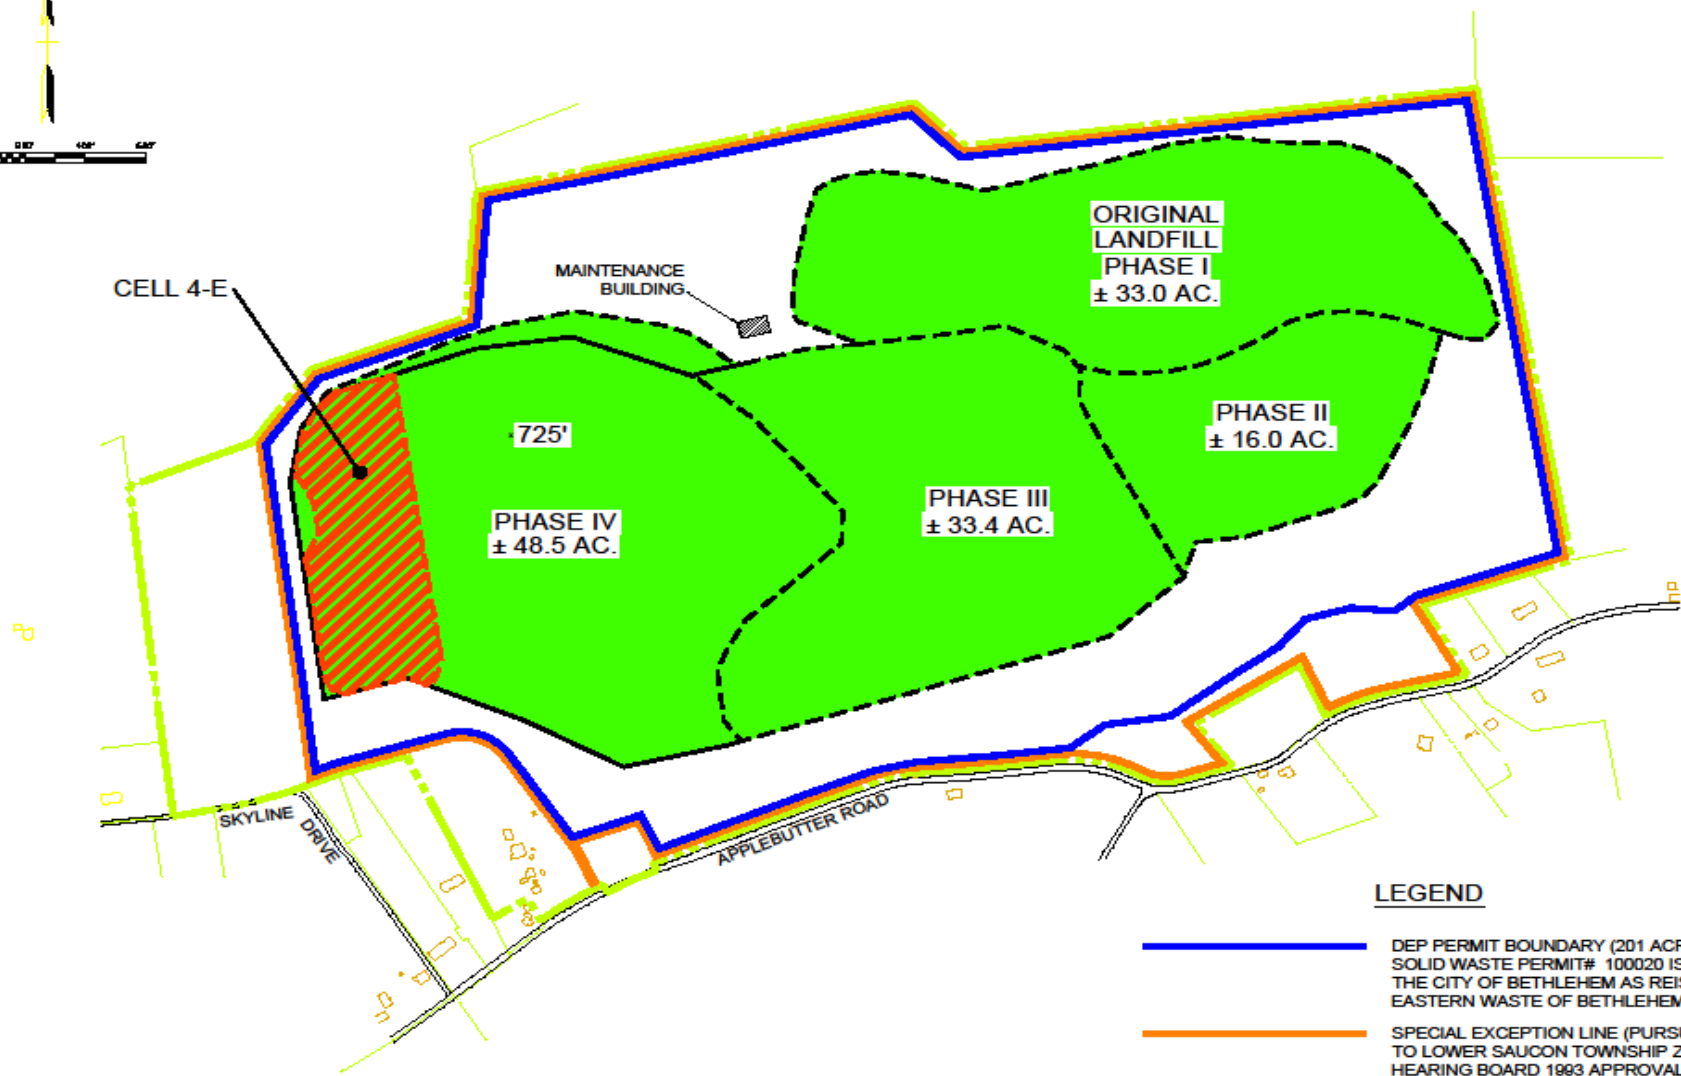 ORIGINAL
LANDFILL
PHASE I
± 33.0 AC.
MAINTENANCE
BUILDING
CELL 4-E
725'
PHASE II
± 16.0 AC.
PHASE III
± 33.4 AC.
PHASE IV
± 48.5 AC.
SKYLINE
DRIVE
APPLEBUTTER ROAD
LEGEND
DEP PERMIT BOUNDARY (201
SOLID WASTE PERMIT# 100020
THE CITY OF BETHLEHEM AS
EASTERN WASTE OF BETHLEHEM
SPECIAL EXCEPTION LINE
TO LOWER SAUCON TOWNSHIP
HEARING BOARD 1993 APPROVAL